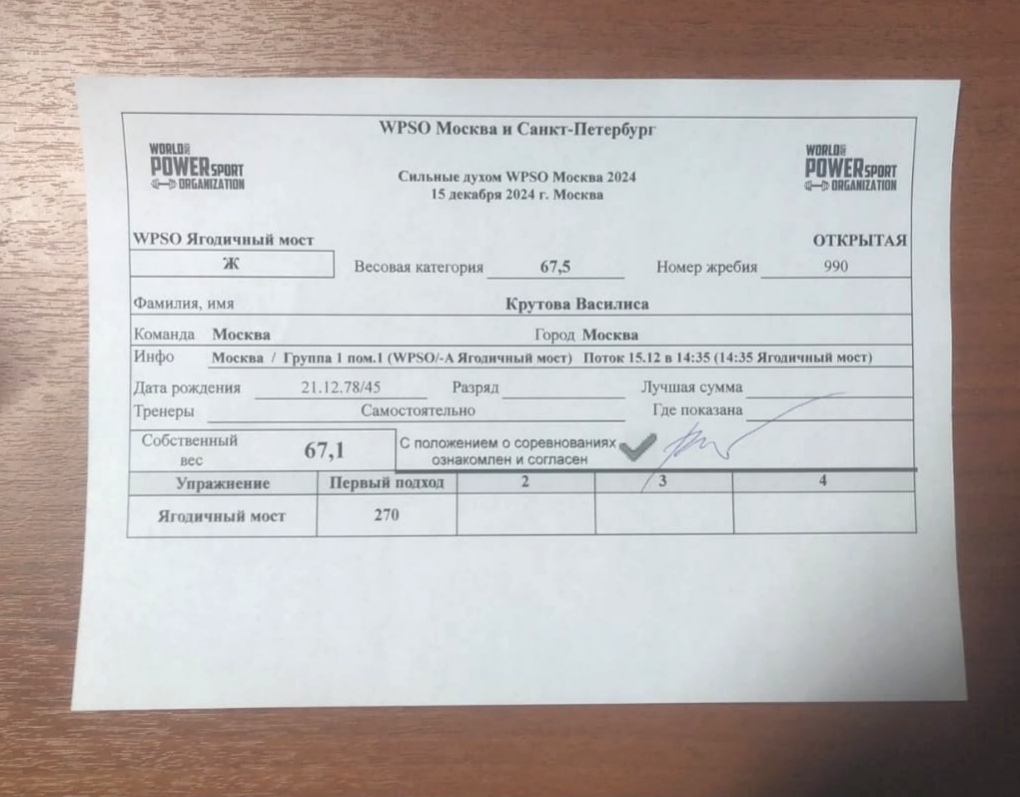 WPSO Москва и Санкт-Петербург
WORLD
POWER SPORT
ORGANIZATION
WORLD
POWER SPORT
ORGANIZATION
Сильные духом WPSO Москва 2024
15 декабря 2024 г. Москва
WPSO Ягодичный мост ОТКРЫТАЯ
Ж Весовая категория 67,5 Номер жребия 990
Фамилия, имя Крутова Василиса
Команда Москва Город Москва
Инфо Москва / Группа 1 пом.1 (WPSO/-А Ягодичный мост) Поток 15.12 в 14:35 (14:35 Ягодичный мост)
Дата рождения 21.12.78/45 Разряд Лучшая сумма
Тренеры Самостоятельно Где показана
Собственный вес 67,1 С положением о соревнованиях
ознакомлен и согласен
Упражнение Первый подход 2 3 4
Ягодичный мост 270